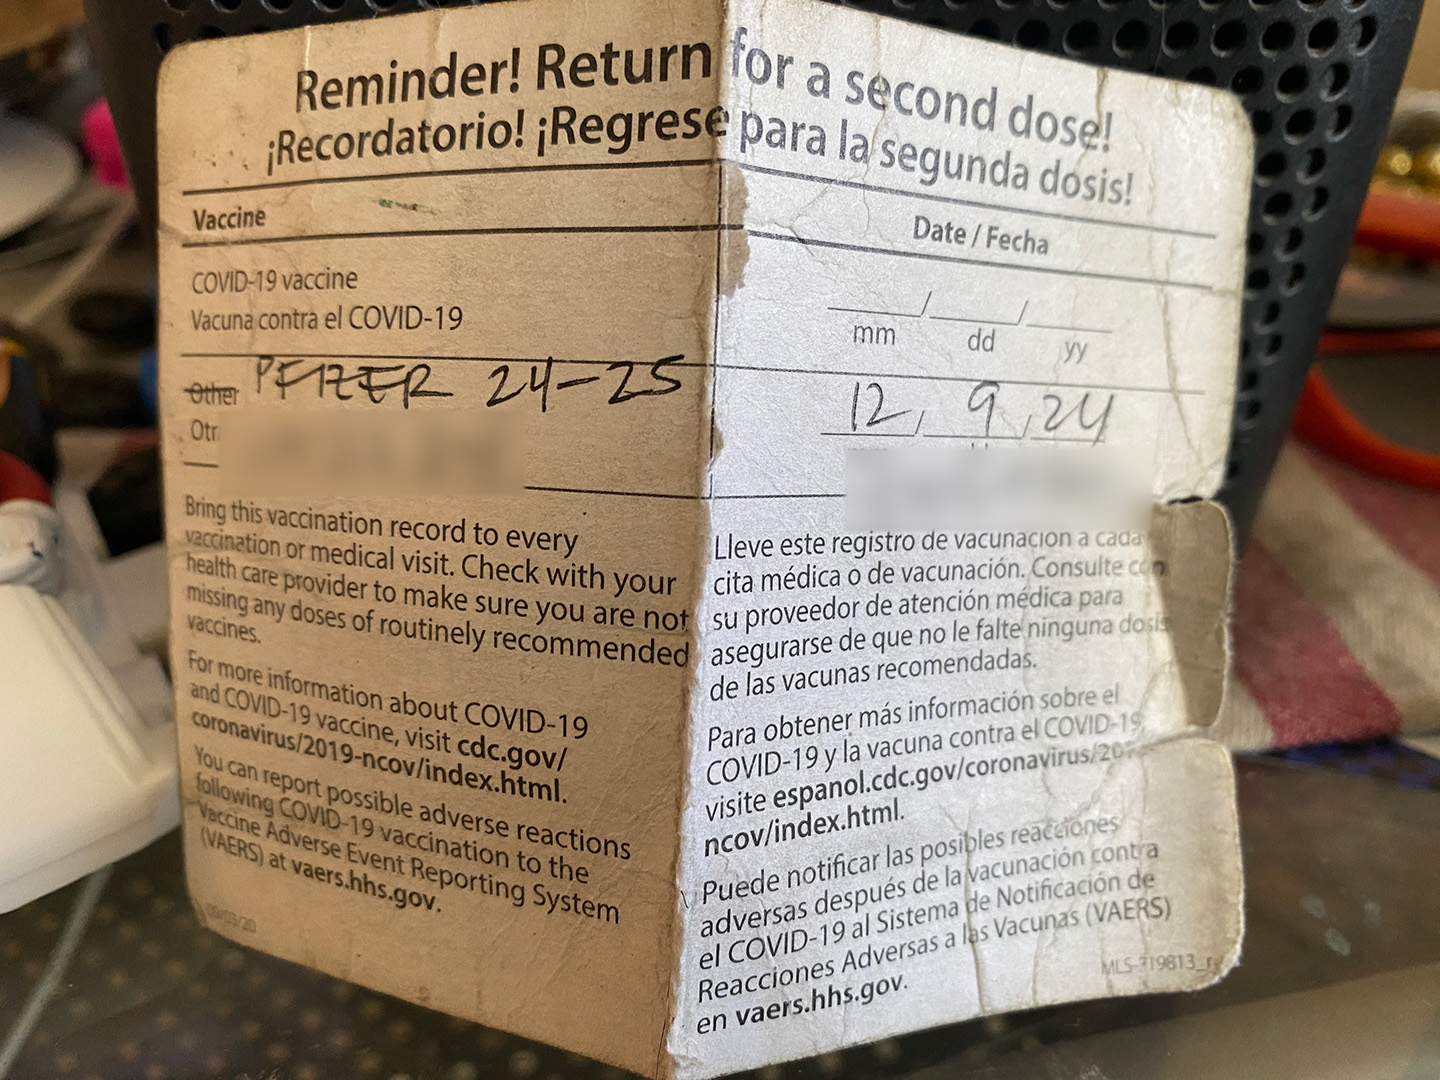 Reminder! Return for a second dose!
¡Recordatorio! ¡Regrese para la segunda dosis!
Vaccine Date / Fecha
COVID-19 vaccine
Vacuna contra el COVID-19
/ /
mm dd yy
Other PFIZER 24-25 12, 9, 24
Bring this vaccination record to every
vaccination or medical visit. Check with your
health care provider to make sure you are not
missing any doses of routinely recommended
vaccines.
For more information about COVID-19
and COVID-19 vaccine, visit cdc.gov/
coronavirus/2019-ncov/index.html.
You can report possible adverse reactions
following COVID-19 vaccination to the
Vaccine Adverse Event Reporting System
(VAERS) at vaers.hhs.gov.
09/03/20
Lleve este registro de vacunación a cada
cita médica o de vacunación. Consulte con
su proveedor de atención médica para
asegurarse de que no le falte ninguna dosis
de las vacunas recomendadas.
Para obtener más información sobre el
COVID-19 y la vacuna contra el COVID-19,
visite espanol.cdc.gov/coronavirus/20
ncov/index.html.
Puede notificar las posibles reacciones
adversas después de la vacunación contra
el COVID-19 al Sistema de Notificación de
Reacciones Adversas a las Vacunas (VAERS)
en vaers.hhs.gov.
MLS-319813_r